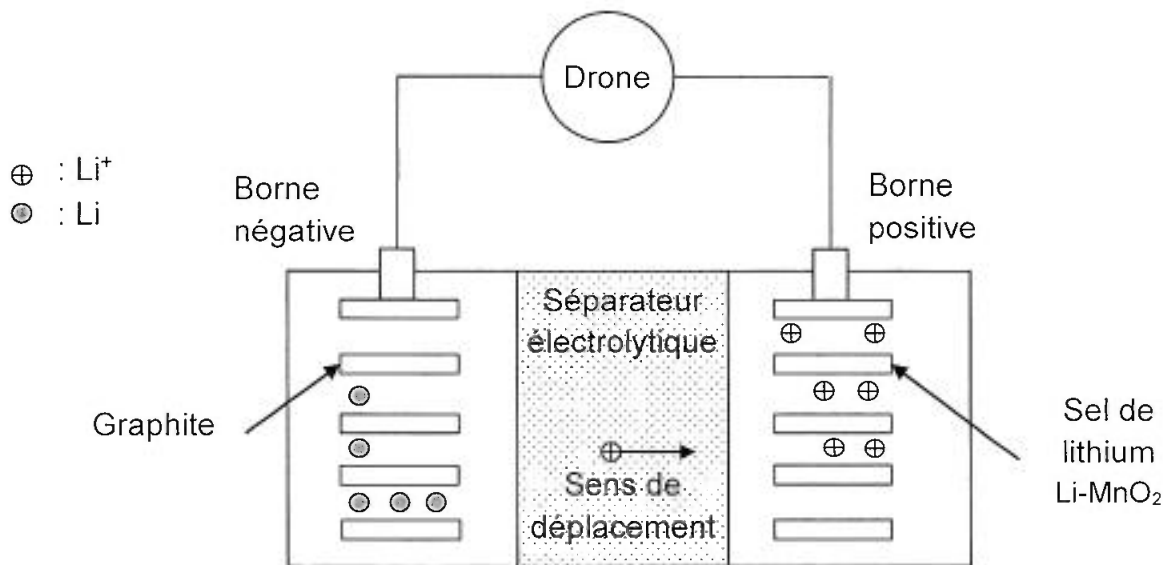 Drone
: Li⁺
: Li
Borne
négative
Borne
positive
Séparateur
électrolytique
Graphite
Sens de
déplacement
Sel de
lithium
Li-MnO₂